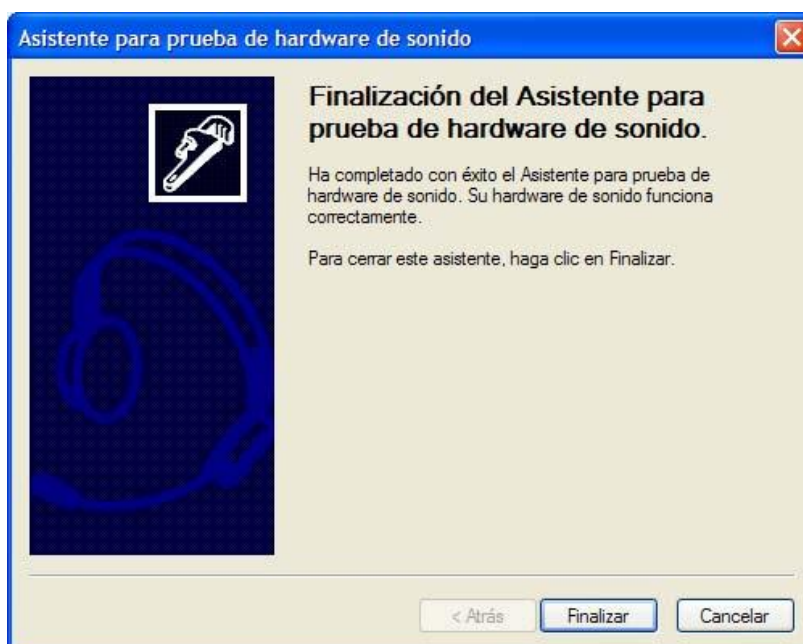 Asistente para prueba de hardware de sonido
Finalización del Asistente para
prueba de hardware de sonido.
Ha completado con éxito el Asistente para prueba de
hardware de sonido. Su hardware de sonido funciona
correctamente.
Para cerrar este asistente, haga clic en Finalizar.
< Atrás
Finalizar
Cancelar